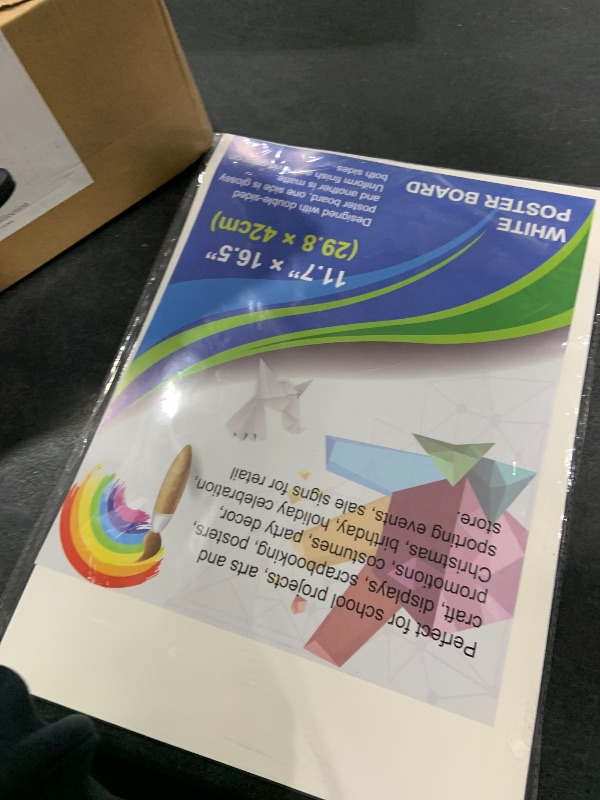 WHITE
POSTER BOARD
11.7” × 16.5”
(29.8 × 42cm)
Designed with double-sided
poster board, one side is glossy
and another is matte.
Uniform finish
both sides
Perfect for school projects, arts and
craft, displays, scrapbooking, posters,
promotions, costumes, party decor,
Christmas, birthday, holiday celebration,
sporting events, sale signs for retail
store.